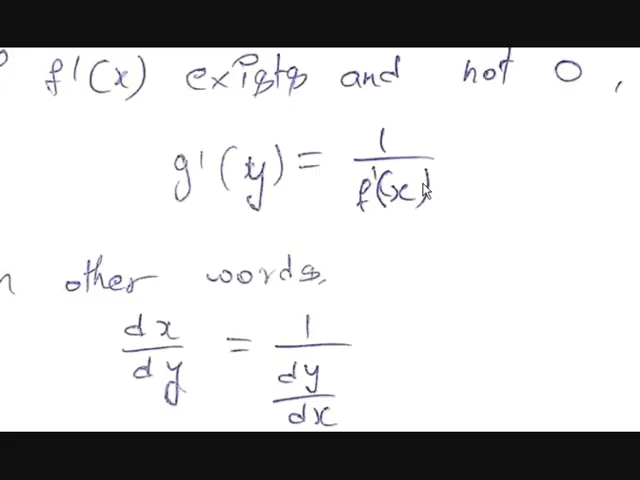 f'(x) exists and not 0,
g'(y) = 1/f'(x)
other words,
dx/dy = 1/(dy/dx)